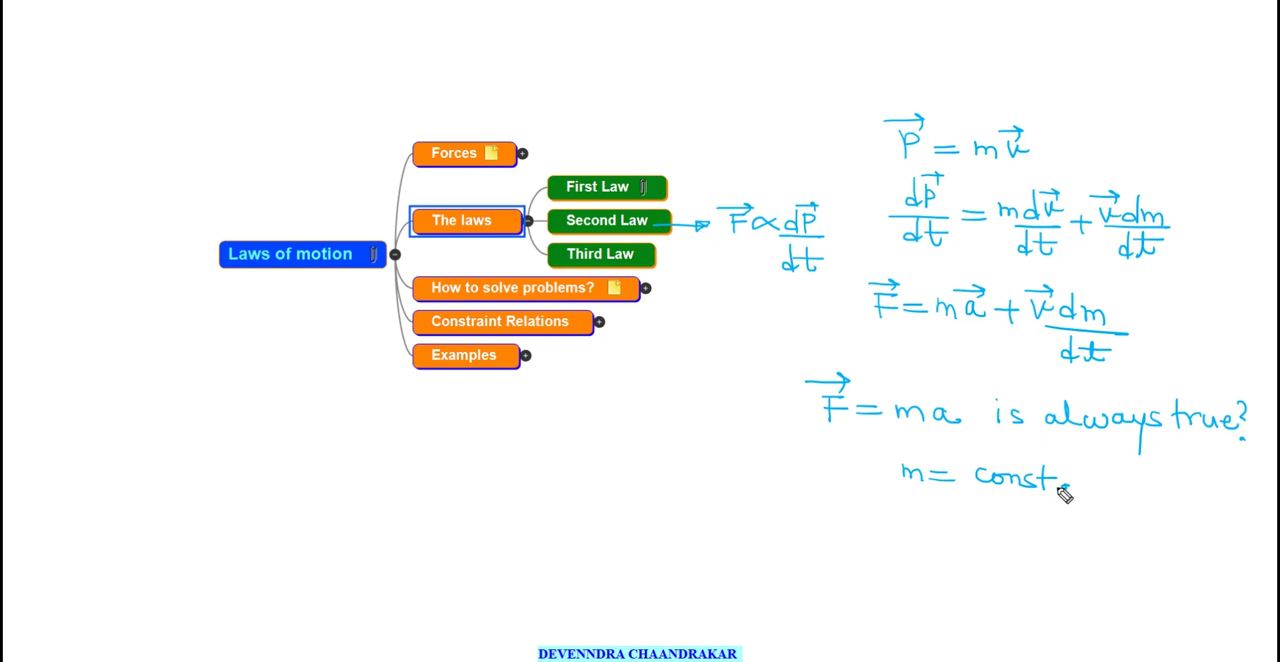 Forces
First Law
The laws
Second Law
Third Law
Laws of motion
How to solve problems?
Constraint Relations
Examples
F⃗ ∝ dP⃗/dt
P⃗ = mv⃗
dp⃗/dt = mdv⃗/dt + v⃗dm/dt
F⃗ = ma⃗ + v⃗dm/dt
F⃗ = ma is always true?
m = const.
DEVENNDRA CHAANDRAKAR